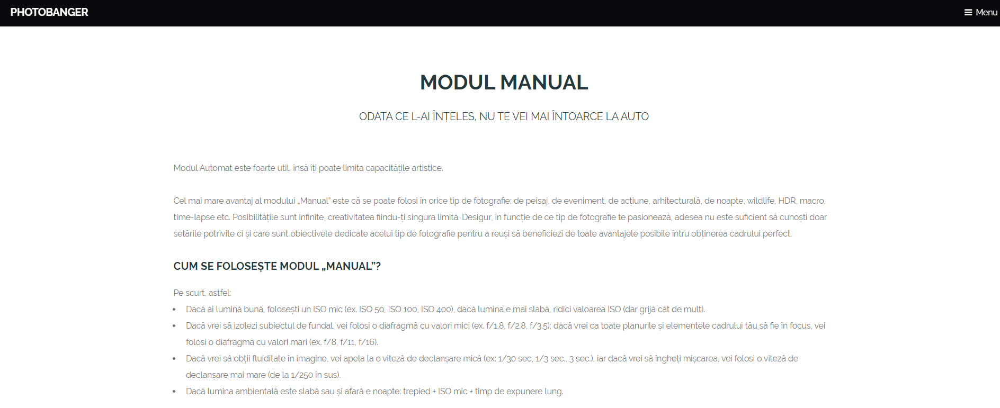 PHOTOBANGER
Menu
MODUL MANUAL
ODATA CE L-AI ÎNȚELES, NU TE VEI MAI ÎNTOARCE LA AUTO
Modul Automat este foarte util, însă îți poate limita capacitățile artistice.
Cel mai mare avantaj al modului „Manual” este că se poate folosi în orice tip de fotografie: de peisaj, de eveniment, de acțiune, arhitecturală, de noapte, wildlife, HDR, macro,
time-lapse etc. Posibilitățile sunt infinite, creativitatea fiindu-ți singura limită. Desigur, în funcție de ce tip de fotografie te pasionează, adesea nu este suficient să cunoști doar
setările potrivite ci și care sunt obiectivele dedicate acelui tip de fotografie pentru a reuși să beneficiezi de toate avantajele posibile întru obținerea cadrului perfect.
CUM SE FOLOSEȘTE MODUL „MANUAL”?
Pe scurt, astfel:
• Dacă ai lumină bună, folosești un ISO mic (ex. ISO 50, ISO 100, ISO 400), dacă lumina e mai slabă, ridici valoarea ISO (dar grijă cât de mult).
• Dacă vrei să izolezi subiectul de fundal, vei folosi o diafragmă cu valori mici (ex. f/1.8, f/2.8, f/3.5); dacă vrei ca toate planurile și elementele cadrului tău să fie în focus, vei
folosi o diafragmă cu valori mari (ex. f/8, f/11, f/16).
• Dacă vrei să obții fluiditate în imagine, vei apela la o viteză de declanșare mică (ex: 1/30 sec, 1/3 sec., 3 sec.), iar dacă vrei să îngheți mișcarea, vei folosi o viteză de
declanșare mai mare (de la 1/250 în sus).
• Dacă lumina ambientală este slabă sau și afară e noapte: trepied + ISO mic + timp de expunere lung.